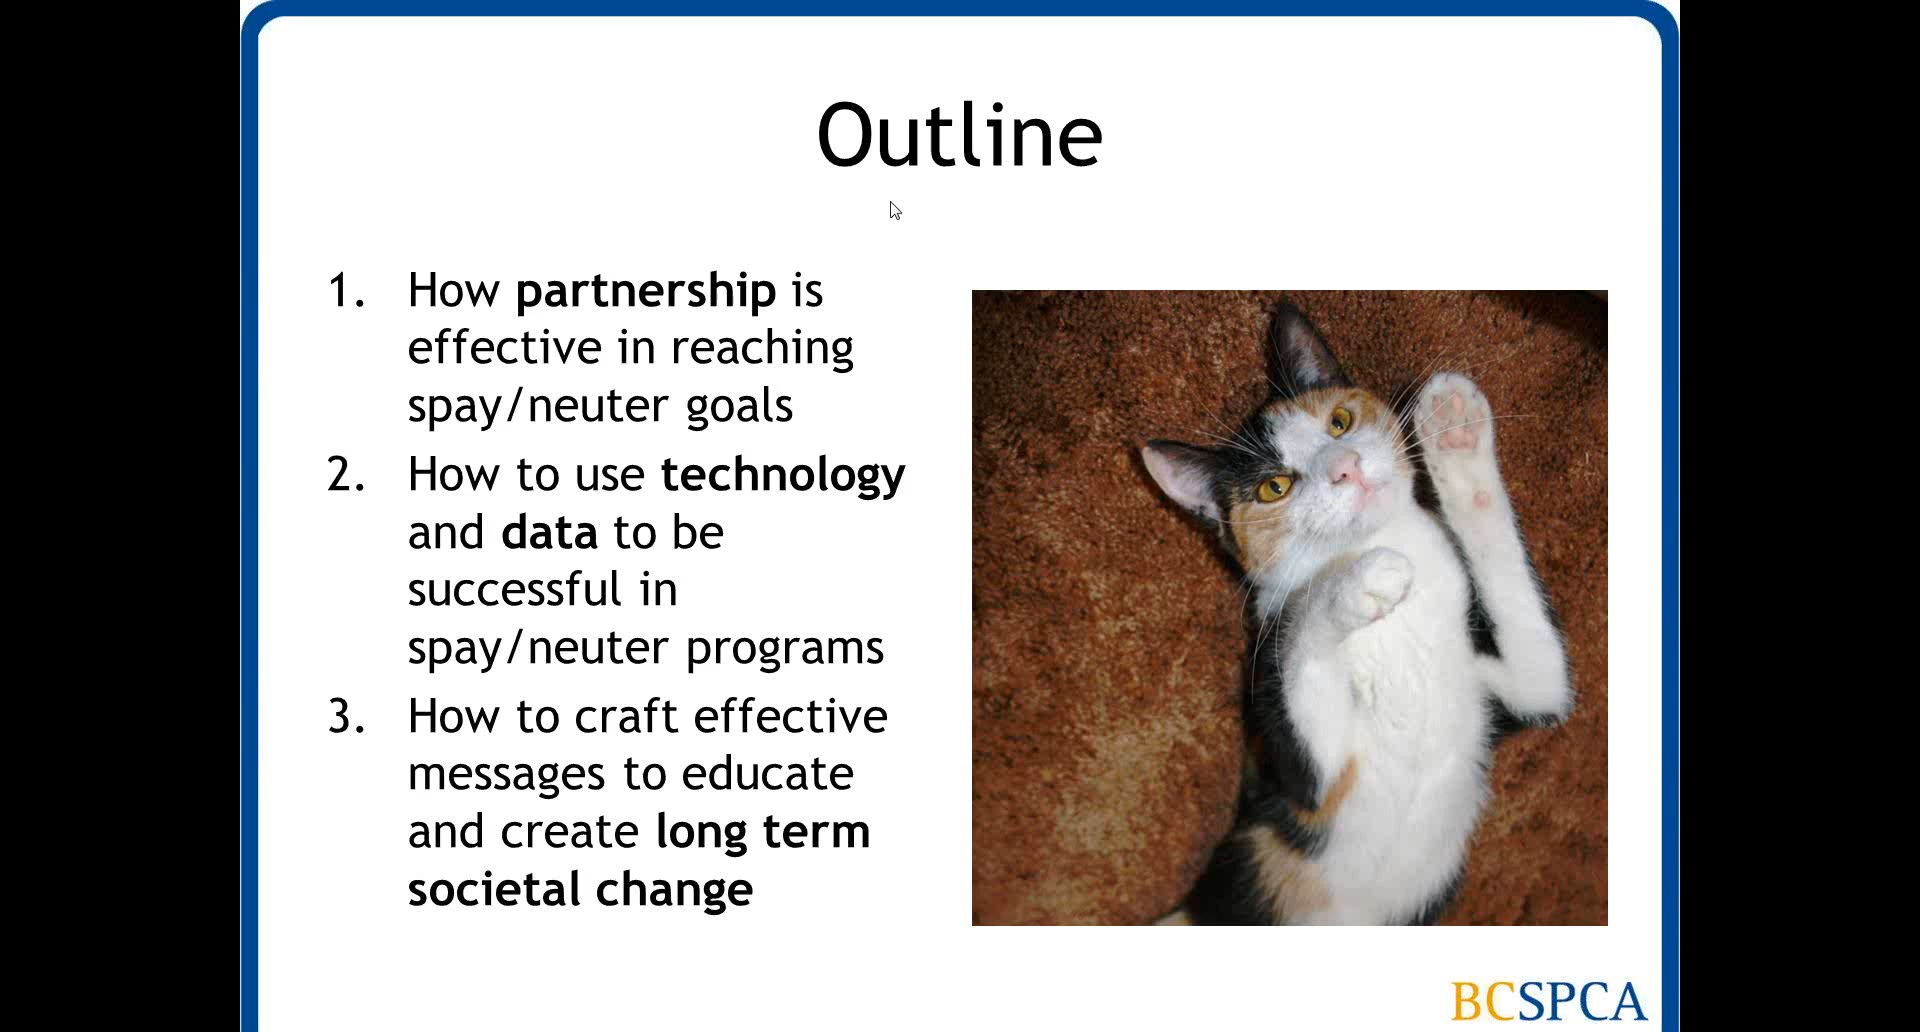 Outline
1. How partnership is
effective in reaching
spay/neuter goals
2. How to use technology
and data to be
successful in
spay/neuter programs
3. How to craft effective
messages to educate
and create long term
societal change
BCSPCA